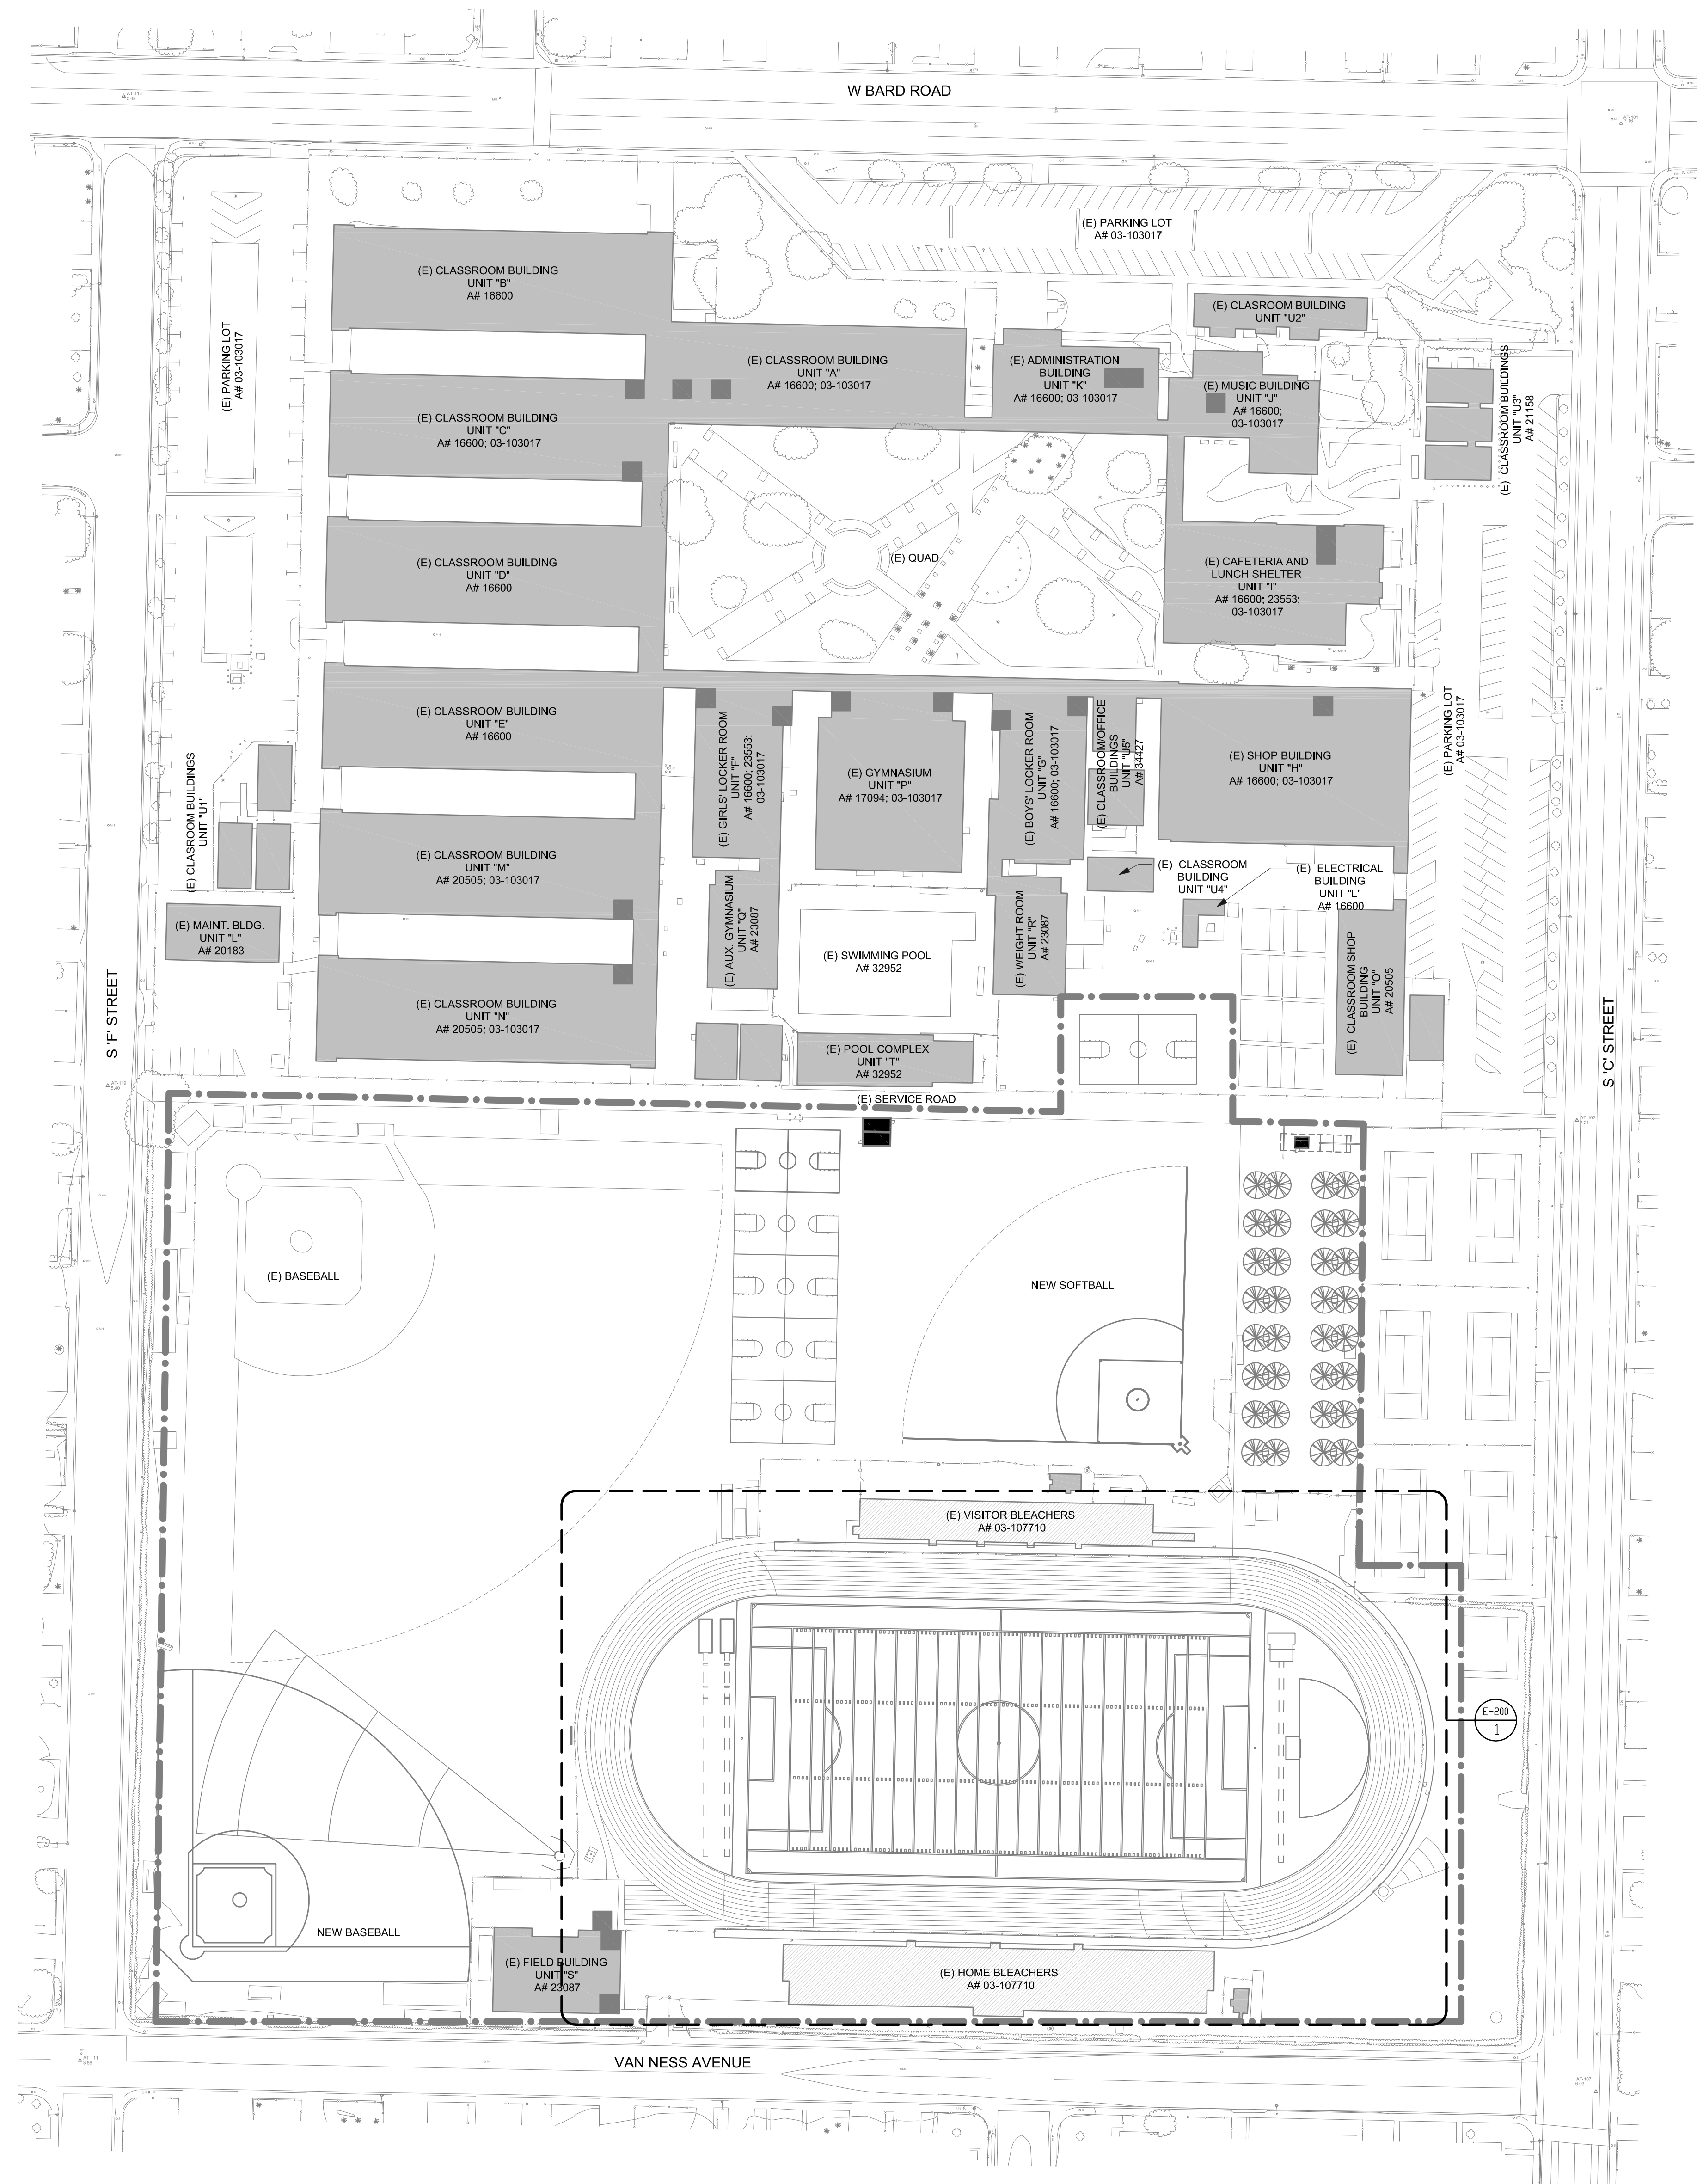 W BARD ROAD
(E) PARKING LOT
A# 03-103017
(E) CLASSROOM BUILDING
UNIT "B"
A# 16600
(E) CLASROOM BUILDING
UNIT "U2"
(E) PARKING LOT
A# 03-103017
(E) CLASSROOM BUILDING
UNIT "A"
A# 16600; 03-103017
(E) ADMINISTRATION
BUILDING
UNIT "K"
A# 16600; 03-103017
(E) MUSIC BUILDING
UNIT "J"
A# 16600;
03-103017
(E) CLASSROOM BUILDINGS
UNIT "U3"
A# 21158
(E) CLASSROOM BUILDING
UNIT "C"
A# 16600; 03-103017
(E) QUAD
(E) CLASSROOM BUILDING
UNIT "D"
A# 16600
(E) CAFETERIA AND
LUNCH SHELTER
UNIT "I"
A# 16600; 23553;
03-103017
(E) CLASSROOM BUILDING
UNIT "E"
A# 16600
(E) GIRLS' LOCKER ROOM
UNIT "F"
A# 16600; 23553;
03-103017
(E) GYMNASIUM
UNIT "P"
A# 17094; 03-103017
(E) BOYS' LOCKER ROOM
UNIT "G"
A# 16600; 03-103017
(E) CLASSROOM/OFFICE
BUILDINGS
UNIT "U5"
A# 34427
(E) SHOP BUILDING
UNIT "H"
A# 16600; 03-103017
(E) PARKING LOT
A# 03-103017
(E) CLASROOM BUILDINGS
UNIT "U1"
(E) CLASSROOM BUILDING
UNIT "M"
A# 20505; 03-103017
(E) CLASSROOM
BUILDING
UNIT "U4"
(E) ELECTRICAL
BUILDING
UNIT "L"
A# 16600
(E) MAINT. BLDG.
UNIT "L"
A# 20183
(E) AUX. GYMNASIUM
UNIT "Q"
A# 23087
(E) SWIMMING POOL
A# 32952
(E) WEIGHT ROOM
UNIT "R"
A# 23087
(E) CLASSROOM SHOP
BUILDING
UNIT "O"
A# 20505
(E) CLASSROOM BUILDING
UNIT "N"
A# 20505; 03-103017
(E) POOL COMPLEX
UNIT "T"
A# 32952
S 'F' STREET
S 'C' STREET
(E) SERVICE ROAD
(E) BASEBALL
NEW SOFTBALL
(E) VISITOR BLEACHERS
A# 03-107710
E-200
1
NEW BASEBALL
(E) FIELD BUILDING
UNIT "S"
A# 23087
(E) HOME BLEACHERS
A# 03-107710
VAN NESS AVENUE